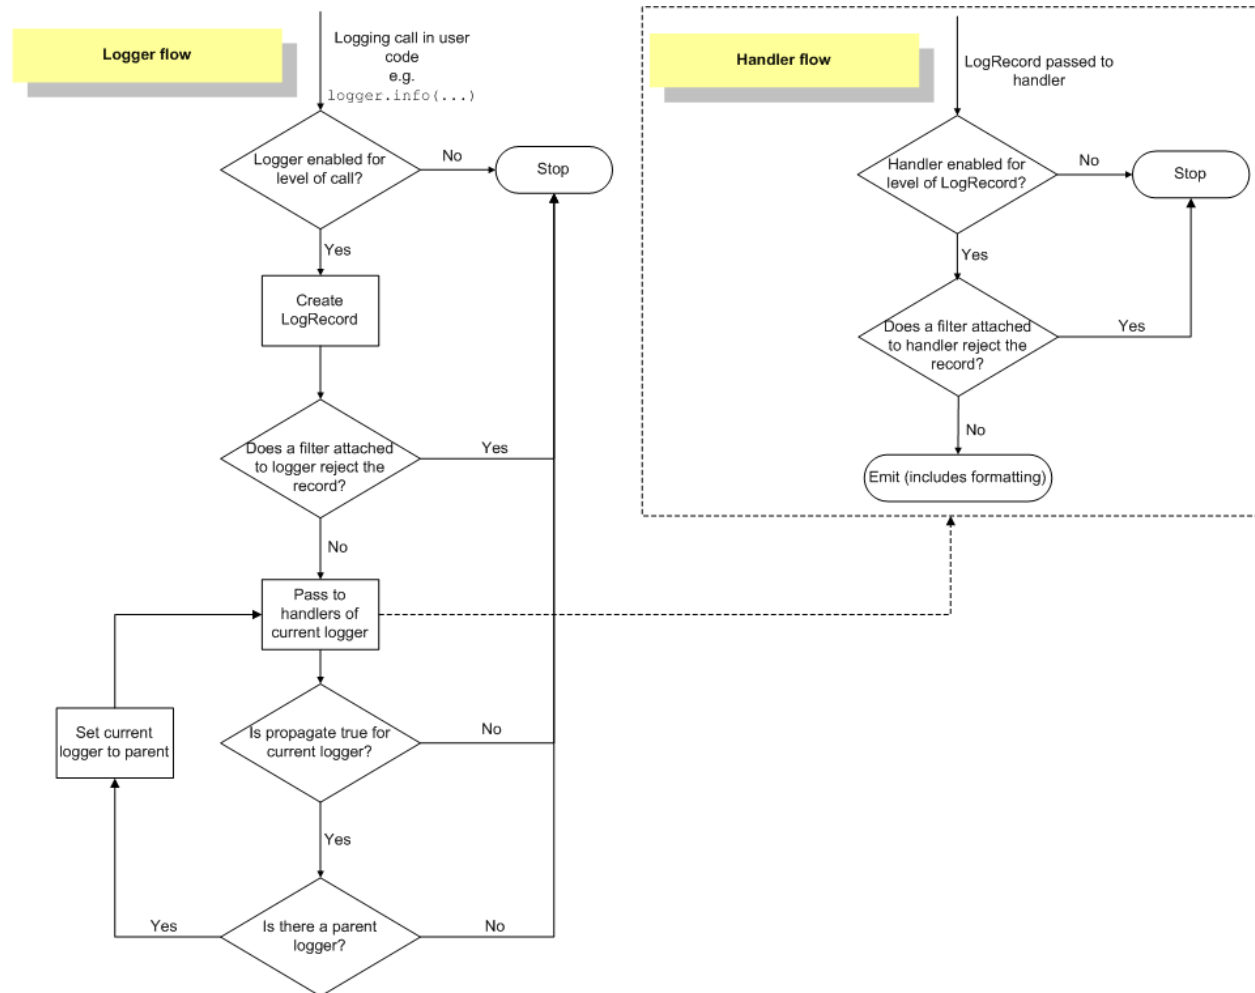 Logger flow
Logging call in user
code
e.g.
logger.info(...)
Logger enabled for
level of call?
No
Stop
Yes
Create
LogRecord
Does a filter attached
to logger reject the
record?
Yes
No
Pass to
handlers of
current logger
Set current
logger to parent
Is propagate true for
current logger?
No
Yes
Is there a parent
logger?
Yes
No
Handler flow
LogRecord passed to
handler
Handler enabled for
level of LogRecord?
No
Stop
Yes
Does a filter attached
to handler reject the
record?
Yes
No
Emit (includes formatting)